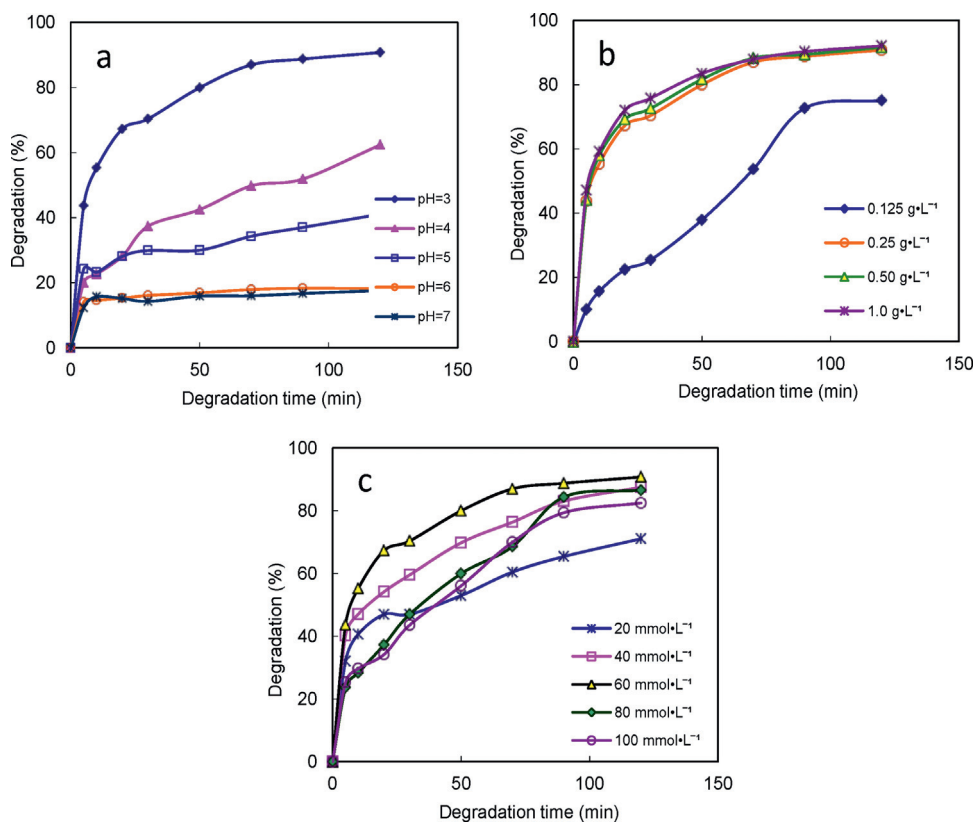 a
Degradation (%)
100
80
60
40
20
0
pH=3
pH=4
pH=5
pH=6
pH=7
0 50 100 150
Degradation time (min)
b
Degradation (%)
100
80
60
40
20
0
0.125 g•L⁻¹
0.25 g•L⁻¹
0.50 g•L⁻¹
1.0 g•L⁻¹
0 50 100 150
Degradation time (min)
c
Degradation (%)
100
80
60
40
20
0
20 mmol•L⁻¹
40 mmol•L⁻¹
60 mmol•L⁻¹
80 mmol•L⁻¹
100 mmol•L⁻¹
0 50 100 150
Degradation time (min)